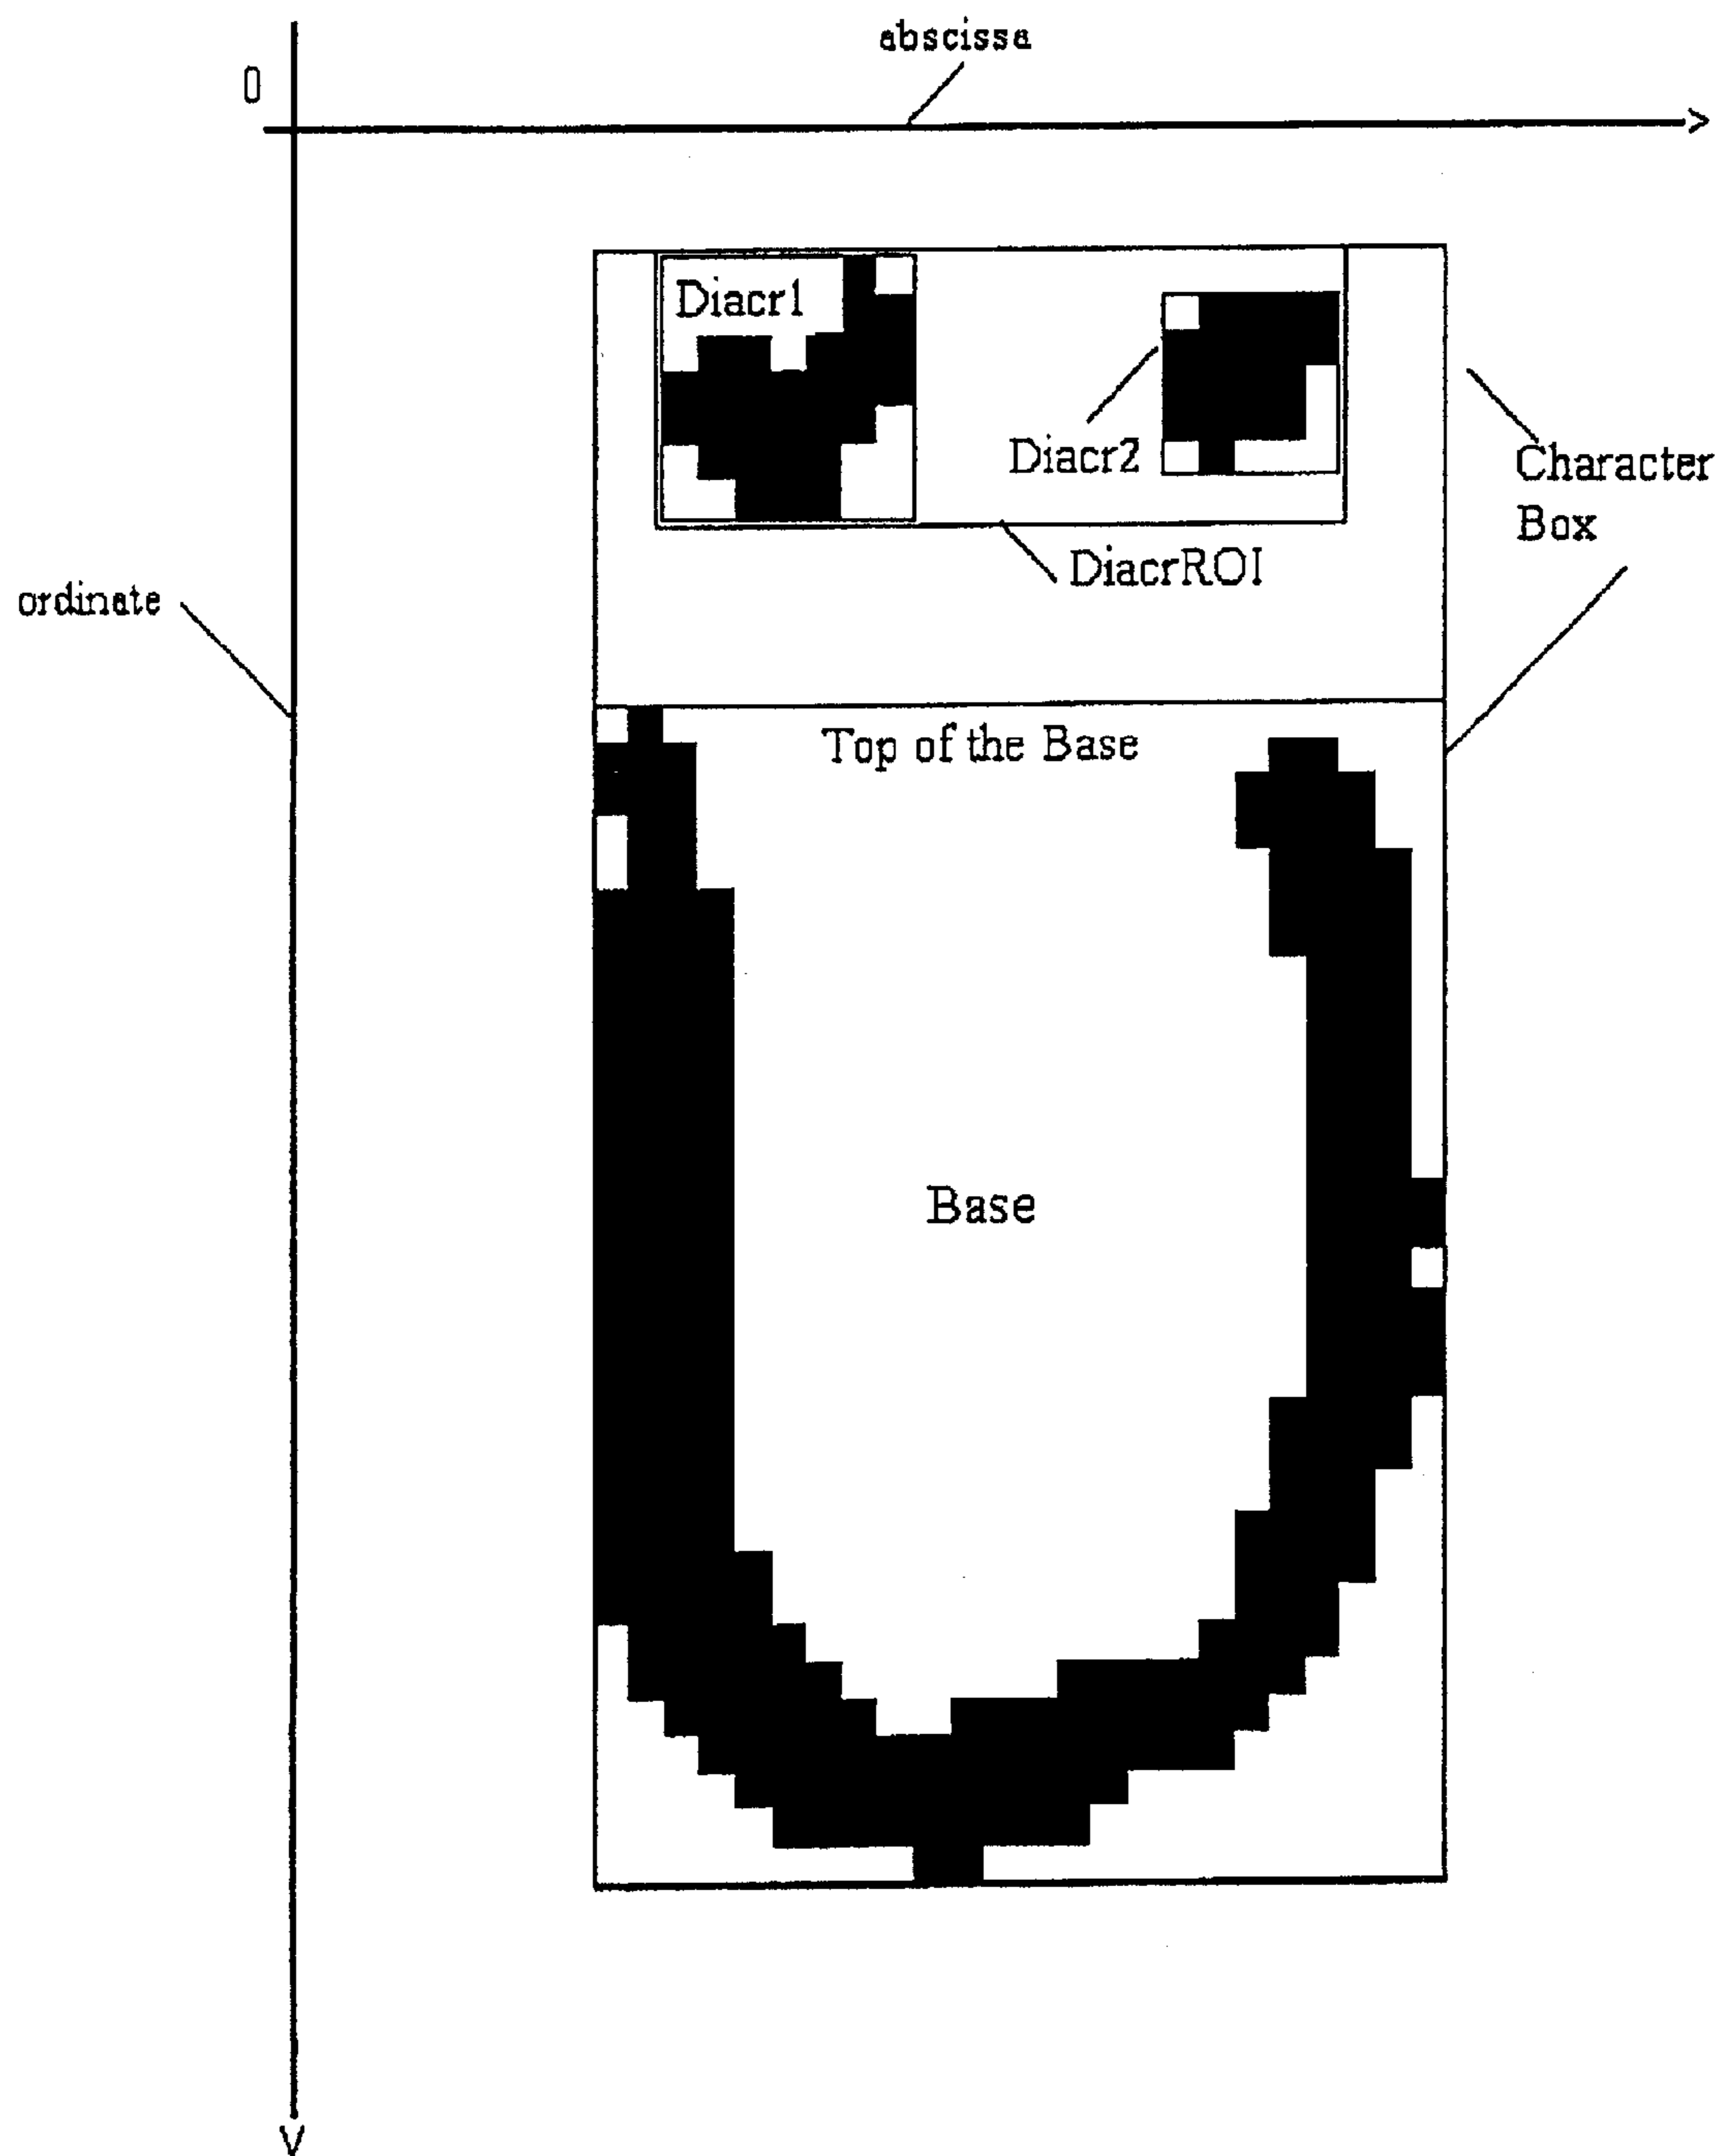 abscissa
0
Diacr1
Diacr2
Character
Box
DiacrROI
ordinate
Top of the Base
Base